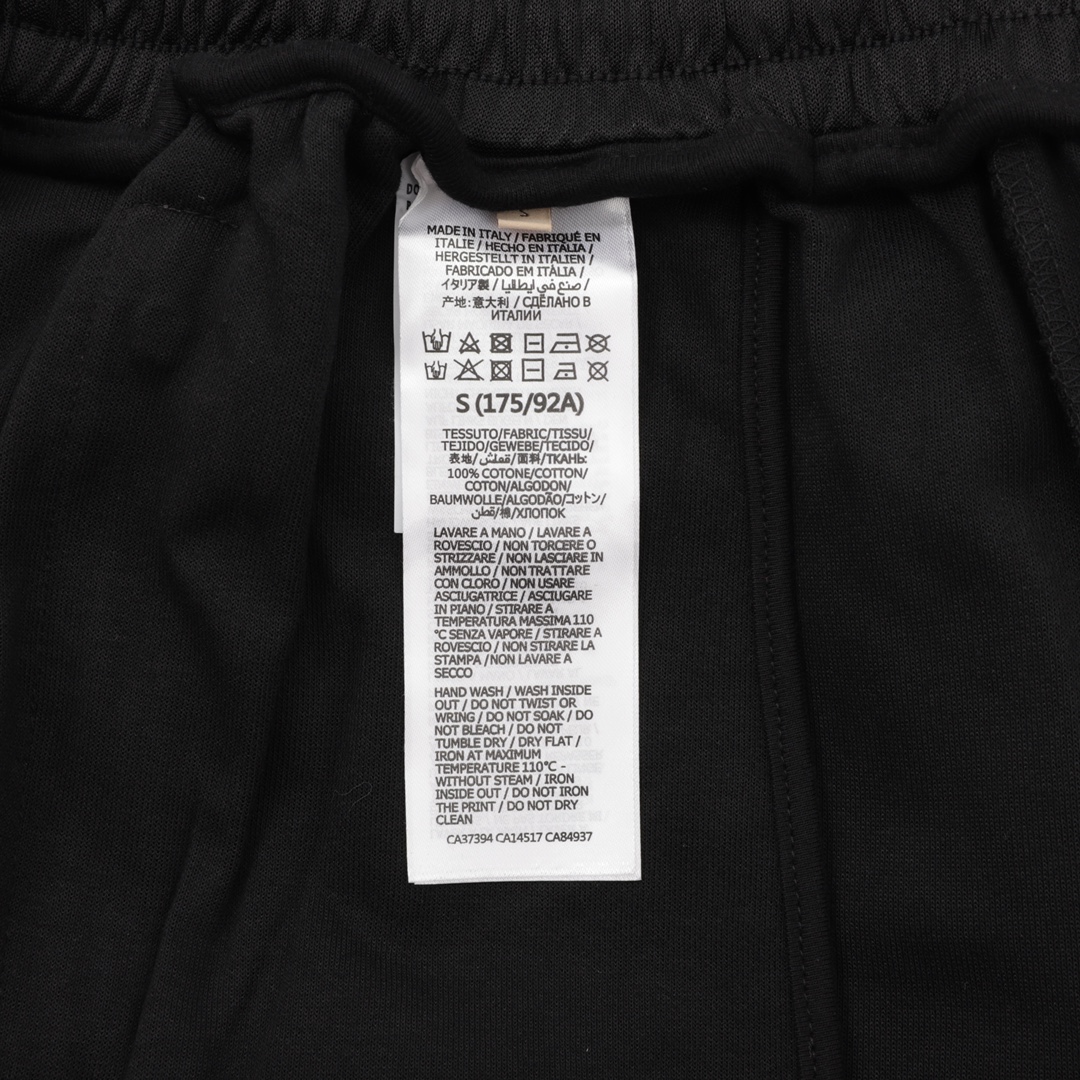 DO
MADE IN ITALY / FABRIQUÉ EN
ITALIE / HECHO EN ITALIA /
HERGESTELLT IN ITALIEN /
FABRICADO EM ITÁLIA /
イタリア製 / صنع في إيطاليا /
产地:意大利 / СДЕЛАНО В
ИТАЛИИ
S (175/92A)
TESSUTO/FABRIC/TISSU/
TEJIDO/GEWEBE/TECIDO/
表地/قماش/面料/ТКАНЬ:
100% COTONE/COTTON/
COTON/ALGODÓN/
BAUMWOLLE/ALGODÃO/コットン/
قطن/棉/ХЛОПОК
LAVARE A MANO / LAVARE A
ROVESCIO / NON TORCERE O
STRIZZARE / NON LASCIARE IN
AMMOLLO / NON TRATTARE
CON CLORO / NON USARE
ASCIUGATRICE / ASCIUGARE
IN PIANO / STIRARE A
TEMPERATURA MASSIMA 110
°C SENZA VAPORE / STIRARE A
ROVESCIO / NON STIRARE LA
STAMPA /NON LAVARE A
SECCO
HAND WASH / WASH INSIDE
OUT / DO NOT TWIST OR
WRING / DO NOT SOAK / DO
NOT BLEACH / DO NOT
TUMBLE DRY / DRY FLAT /
IRON AT MAXIMUM
TEMPERATURE 110°C -
WITHOUT STEAM / IRON
INSIDE OUT / DO NOT IRON
THE PRINT / DO NOT DRY
CLEAN
CA37394 CA14517 CA84937